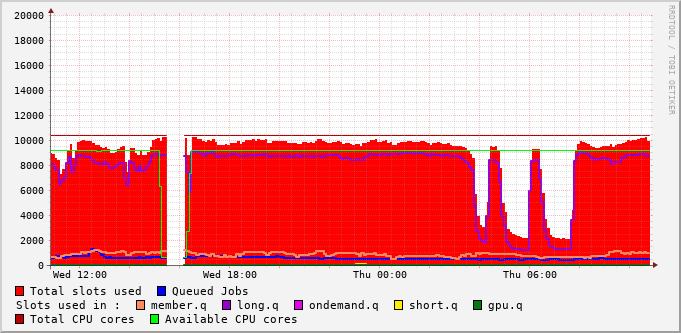 20000
18000
16000
14000
12000
10000
8000
6000
4000
2000
0
Wed 12:00 Wed 18:00 Thu 00:00 Thu 06:00
RRDTOOL / TOBI OETIKER
Total slots used Queued Jobs
Slots used in : member.q long.q ondemand.q short.q gpu.q
Total CPU cores Available CPU cores